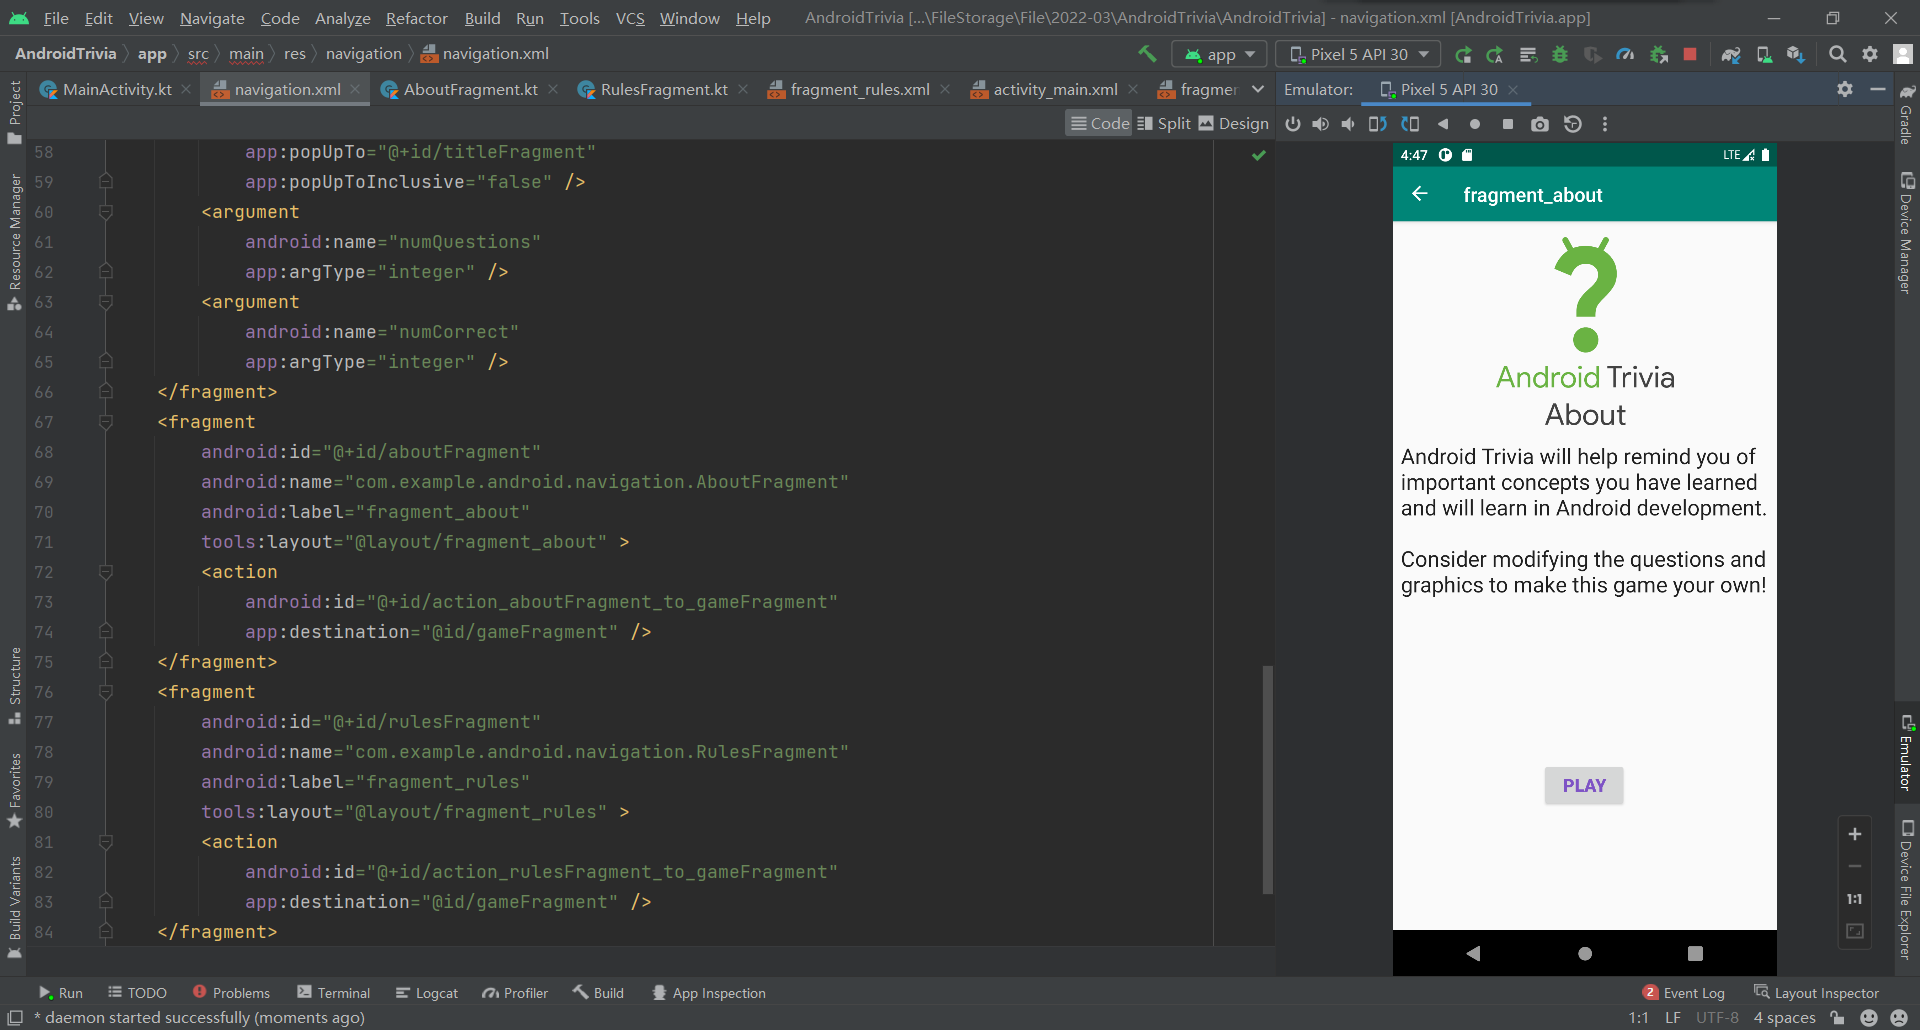 File Edit View Navigate Code Analyze Refactor Build Run Tools VCS Window Help AndroidTrivia [...\FileStorage\File\2022-03\AndroidTrivia\AndroidTrivia] - navigation.xml [AndroidTrivia.app]
AndroidTrivia app src main res navigation navigation.xml app Pixel 5 API 30
MainActivity.kt navigation.xml AboutFragment.kt RulesFragment.kt fragment_rules.xml activity_main.xml fragmer Emulator: Pixel 5 API 30
Code Split Design
Project
Resource Manager
Structure
Favorites
Build Variants
58 app:popUpTo="@+id/titleFragment"
59 app:popUpToInclusive="false" />
60 <argument
61 android:name="numQuestions"
62 app:argType="integer" />
63 <argument
64 android:name="numCorrect"
65 app:argType="integer" />
66 </fragment>
67 <fragment
68 android:id="@+id/aboutFragment"
69 android:name="com.example.android.navigation.AboutFragment"
70 android:label="fragment_about"
71 tools:layout="@layout/fragment_about" >
72 <action
73 android:id="@+id/action_aboutFragment_to_gameFragment"
74 app:destination="@id/gameFragment" />
75 </fragment>
76 <fragment
77 android:id="@+id/rulesFragment"
78 android:name="com.example.android.navigation.RulesFragment"
79 android:label="fragment_rules"
80 tools:layout="@layout/fragment_rules" >
81 <action
82 android:id="@+id/action_rulesFragment_to_gameFragment"
83 app:destination="@id/gameFragment" />
84 </fragment>
4:47 LTE
fragment_about
Android Trivia
About
Android Trivia will help remind you of
important concepts you have learned
and will learn in Android development.
Consider modifying the questions and
graphics to make this game your own!
PLAY
1:1
Gradle
Device Manager
Emulator
Device File Explorer
Run TODO Problems Terminal Logcat Profiler Build App Inspection 2 Event Log Layout Inspector
* daemon started successfully (moments ago) 1:1 LF UTF-8 4 spaces